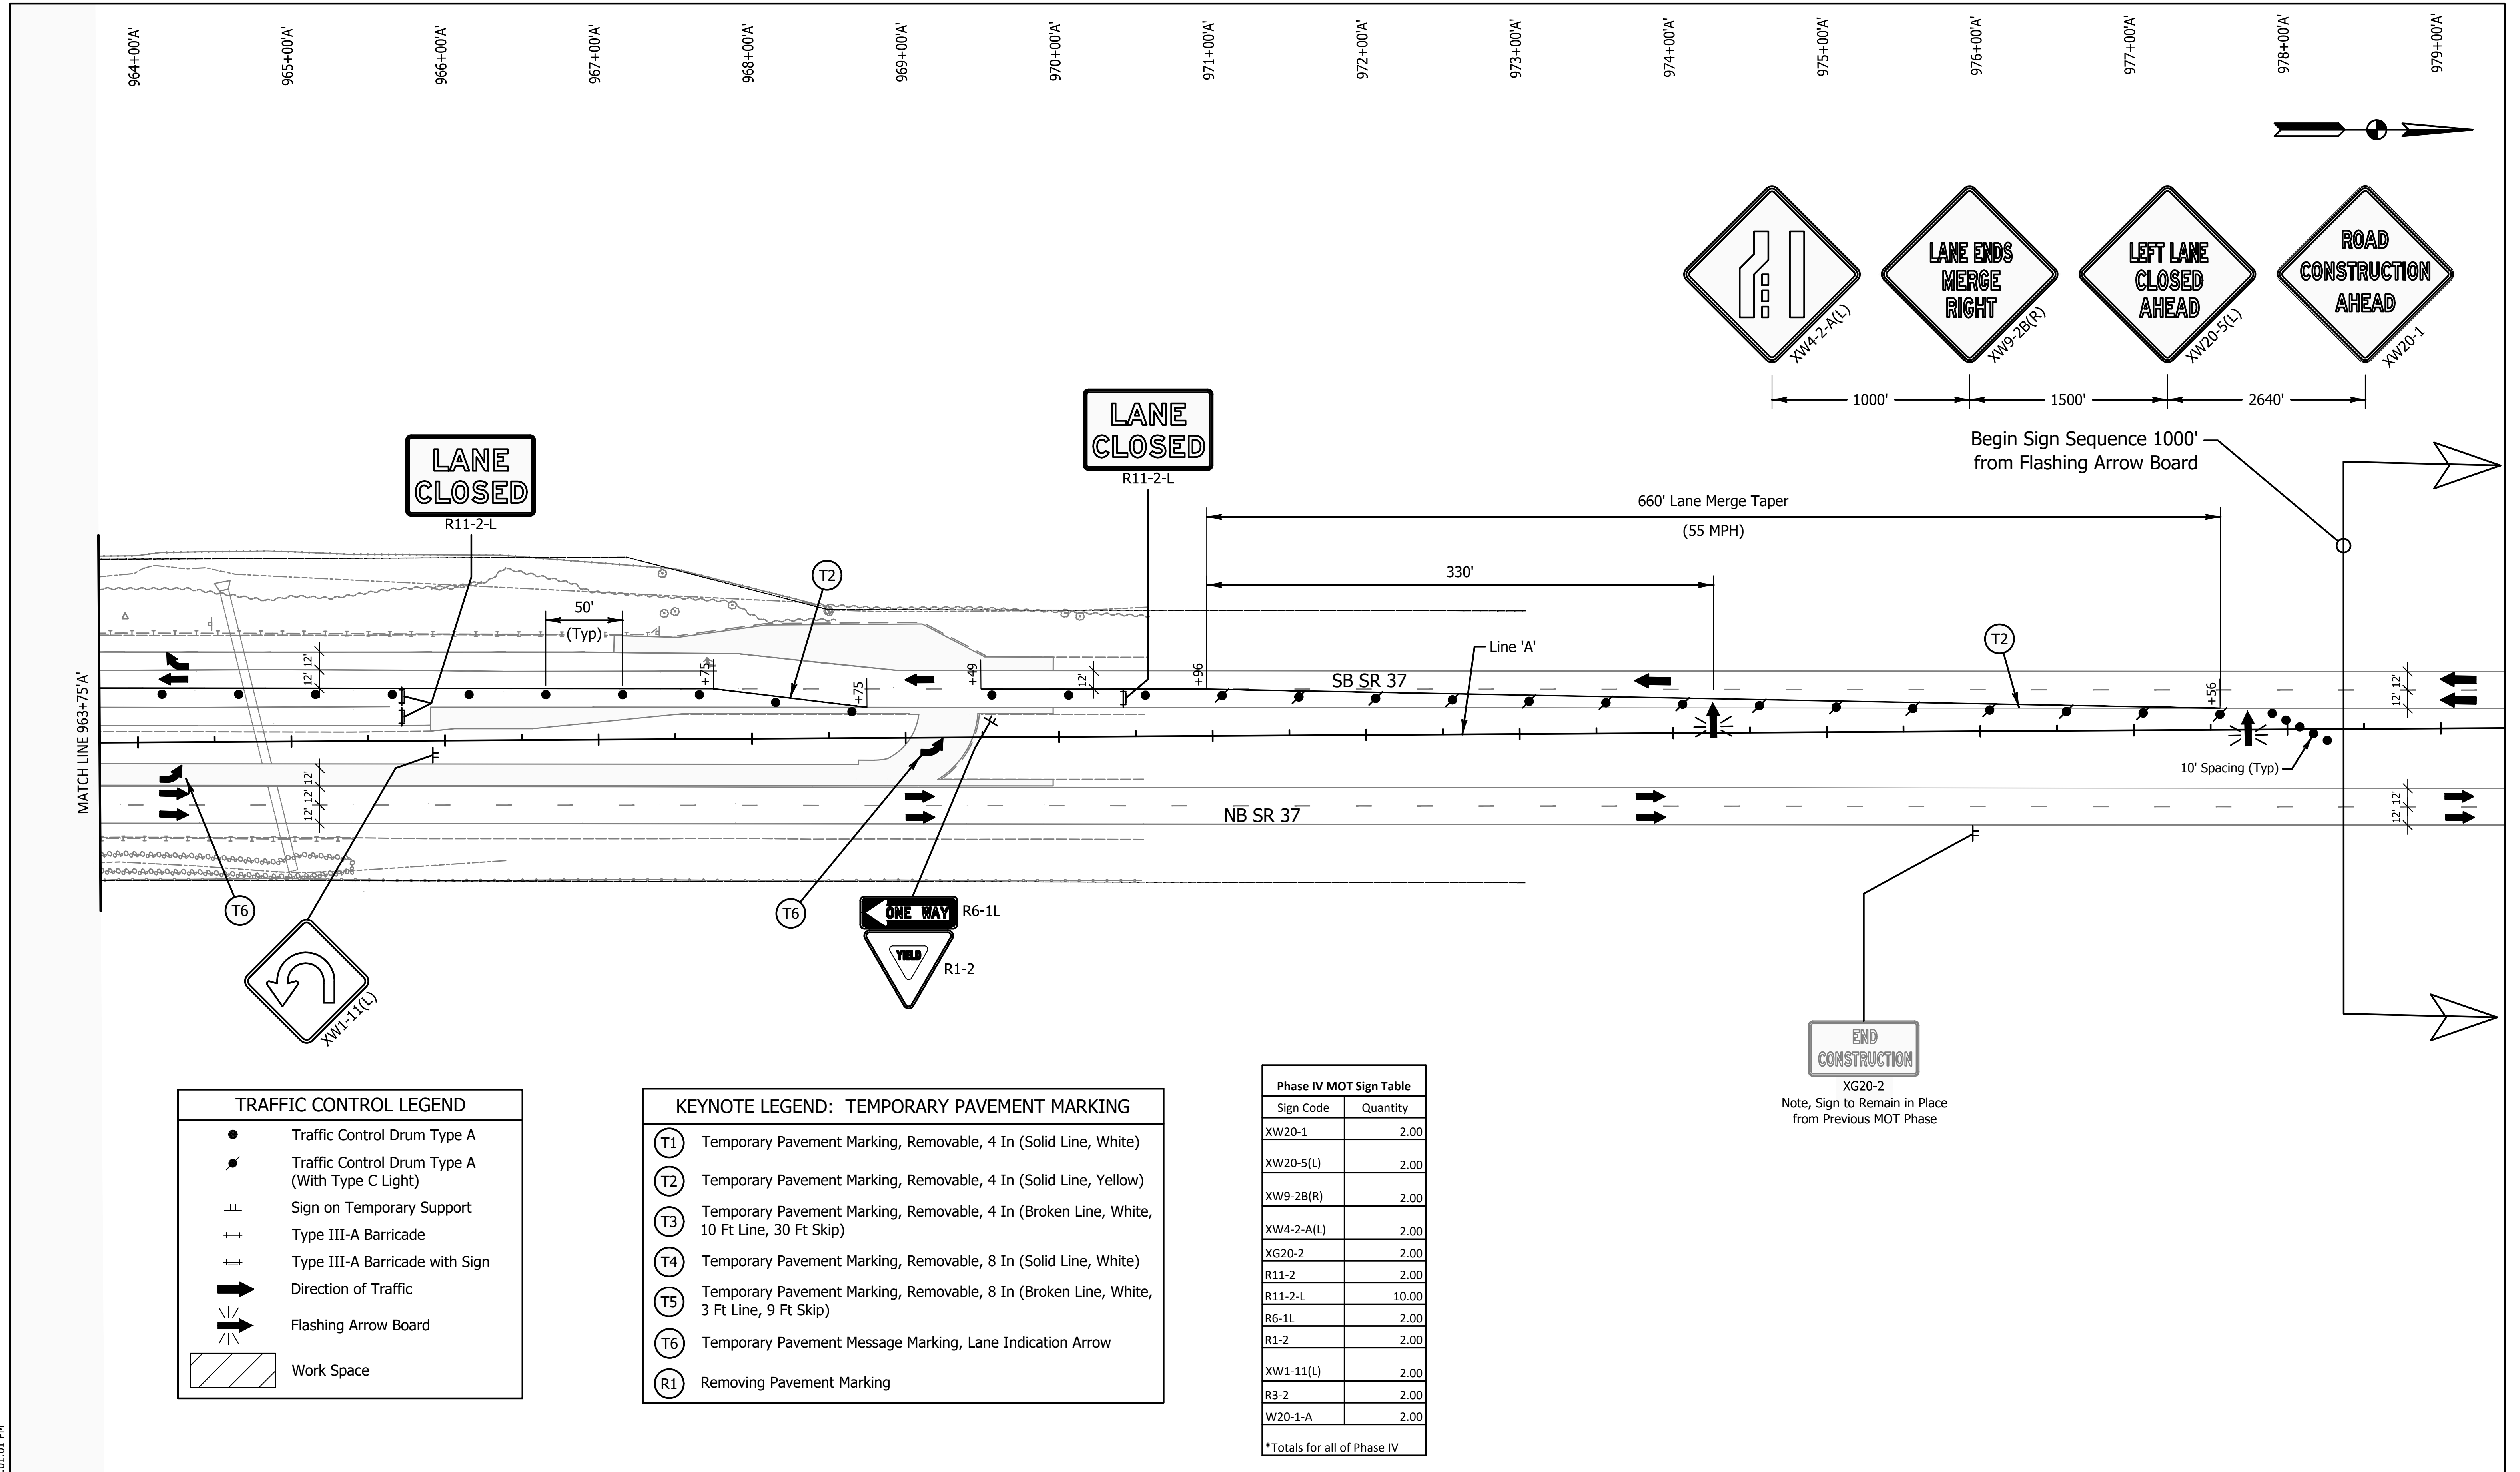 964+00'A'
965+00'A'
966+00'A'
967+00'A'
968+00'A'
969+00'A'
970+00'A'
971+00'A'
972+00'A'
973+00'A'
974+00'A'
975+00'A'
976+00'A'
977+00'A'
978+00'A'
979+00'A'
XW4-2-A(L)
LANE ENDS
MERGE
RIGHT
XW9-2B(R)
LEFT LANE
CLOSED
AHEAD
XW20-5(L)
ROAD
CONSTRUCTION
AHEAD
XW20-1
1000'
1500'
2640'
Begin Sign Sequence 1000'
from Flashing Arrow Board
LANE
CLOSED
R11-2-L
LANE
CLOSED
R11-2-L
660' Lane Merge Taper
(55 MPH)
330'
T2
50'
(Typ)
T2
Line 'A'
MATCH LINE 963+75'A'
12'
12'
+75
+75
+49
12'
+96
SB SR 37
+56
12'
12'
10' Spacing (Typ)
12'
12'
12'
NB SR 37
12'
12'
T6
T6
XW1-11(L)
ONE WAY
R6-1L
YIELD
R1-2
END
CONSTRUCTION
XG20-2
Note, Sign to Remain in Place
from Previous MOT Phase
TRAFFIC CONTROL LEGEND
Traffic Control Drum Type A
Traffic Control Drum Type A
(With Type C Light)
Sign on Temporary Support
Type III-A Barricade
Type III-A Barricade with Sign
Direction of Traffic
Flashing Arrow Board
Work Space
KEYNOTE LEGEND: TEMPORARY PAVEMENT MARKING
T1 Temporary Pavement Marking, Removable, 4 In (Solid Line, White)
T2 Temporary Pavement Marking, Removable, 4 In (Solid Line, Yellow)
T3 Temporary Pavement Marking, Removable, 4 In (Broken Line, White,
10 Ft Line, 30 Ft Skip)
T4 Temporary Pavement Marking, Removable, 8 In (Solid Line, White)
T5 Temporary Pavement Marking, Removable, 8 In (Broken Line, White,
3 Ft Line, 9 Ft Skip)
T6 Temporary Pavement Message Marking, Lane Indication Arrow
R1 Removing Pavement Marking
Phase IV MOT Sign Table
Sign Code Quantity
XW20-1 2.00
XW20-5(L) 2.00
XW9-2B(R) 2.00
XW4-2-A(L) 2.00
XG20-2 2.00
R11-2 2.00
R11-2-L 10.00
R6-1L 2.00
R1-2 2.00
XW1-11(L) 2.00
R3-2 2.00
W20-1-A 2.00
*Totals for all of Phase IV